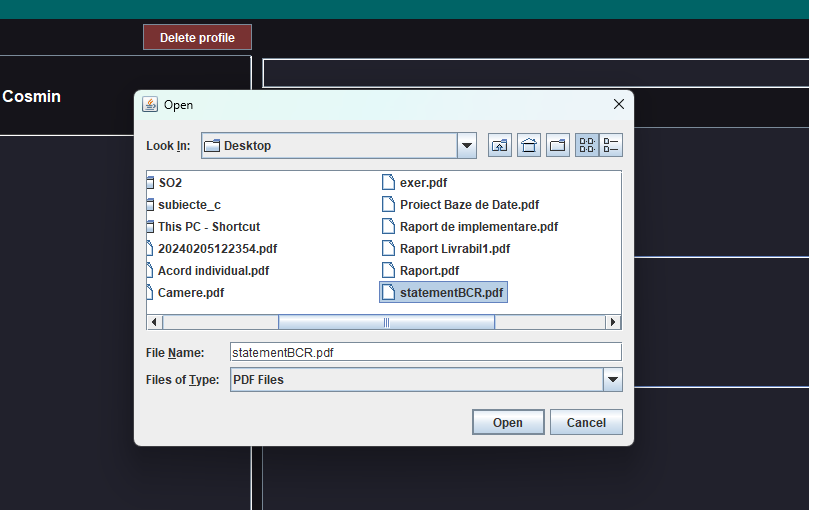 Delete profile
Cosmin
Open
Look In: Desktop
SO2
subiecte_c
This PC - Shortcut
20240205122354.pdf
Acord individual.pdf
Camere.pdf
exer.pdf
Proiect Baze de Date.pdf
Raport de implementare.pdf
Raport Livrabil1.pdf
Raport.pdf
statementBCR.pdf
File Name: statementBCR.pdf
Files of Type: PDF Files
Open Cancel